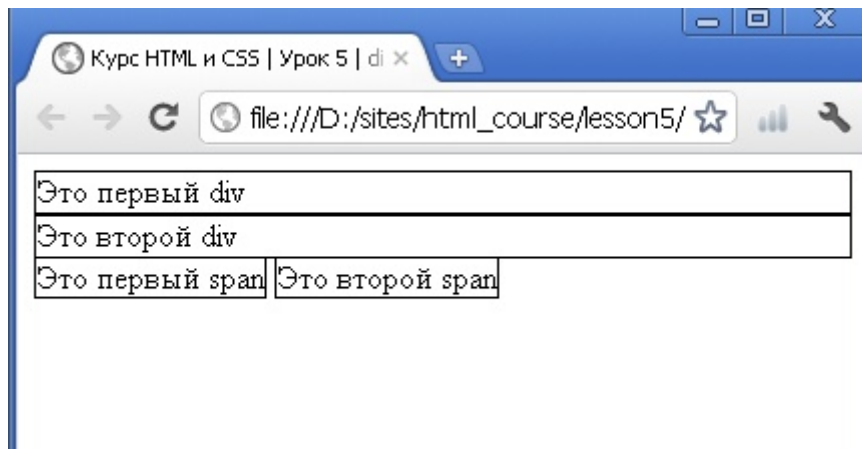 Курс HTML и CSS | Урок 5 | di
file:///D:/sites/html_course/lesson5/
Это первый div
Это второй div
Это первый span Это второй span